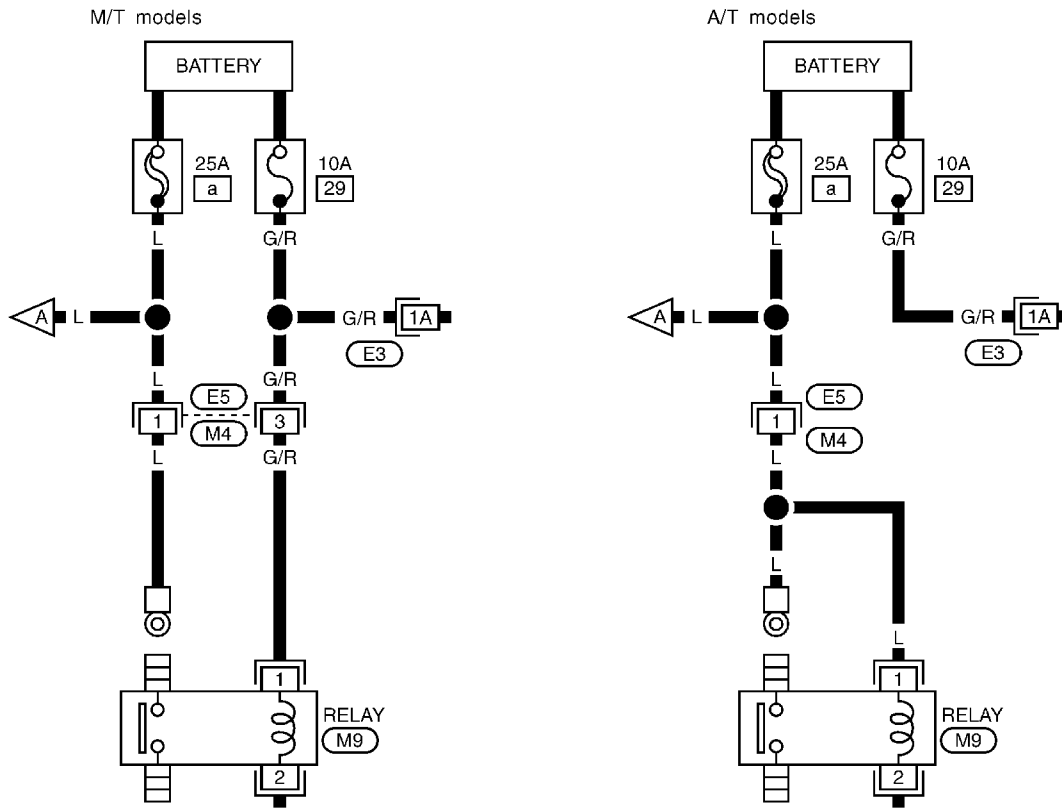 M/T models
BATTERY
25A
a
10A
29
L
G/R
A
L
G/R
1A
E3
L
G/R
1
E5
M4
3
L
G/R
1
RELAY
M9
2
A/T models
BATTERY
25A
a
10A
29
L
G/R
A
L
G/R
1A
E3
L
1
E5
M4
L
L
L
1
RELAY
M9
2